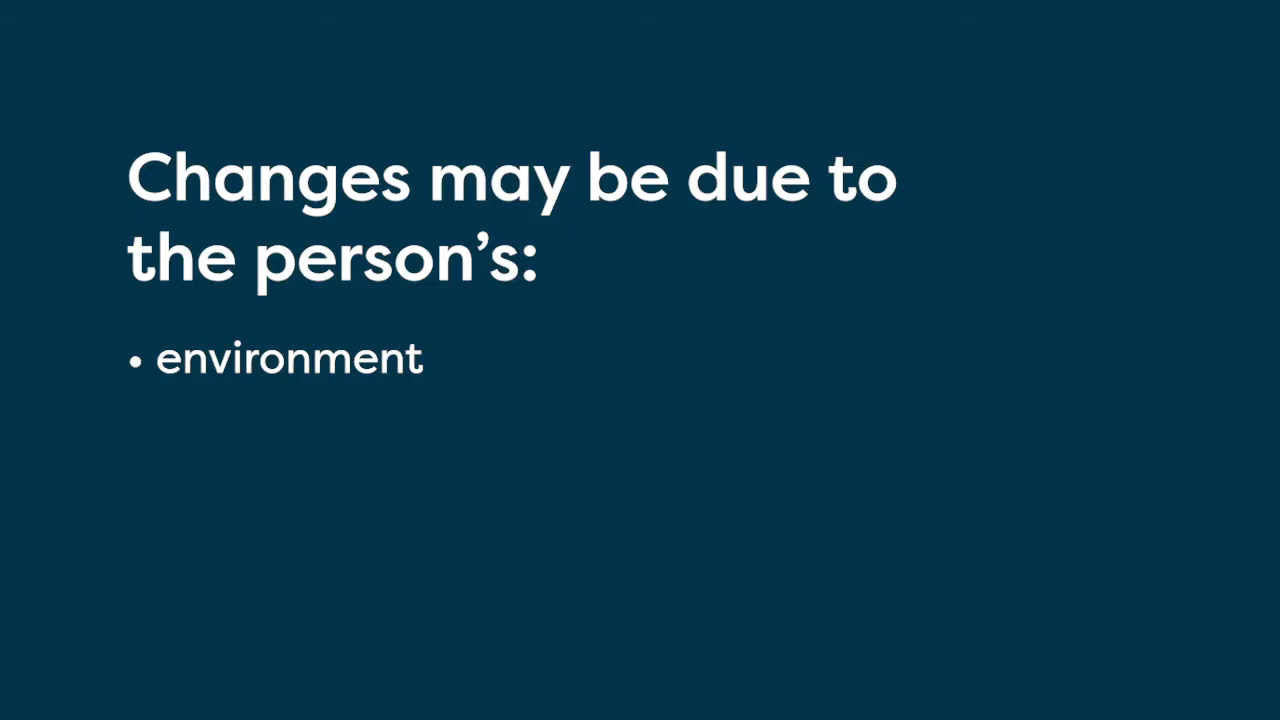 Changes may be due to
the person’s:
• environment